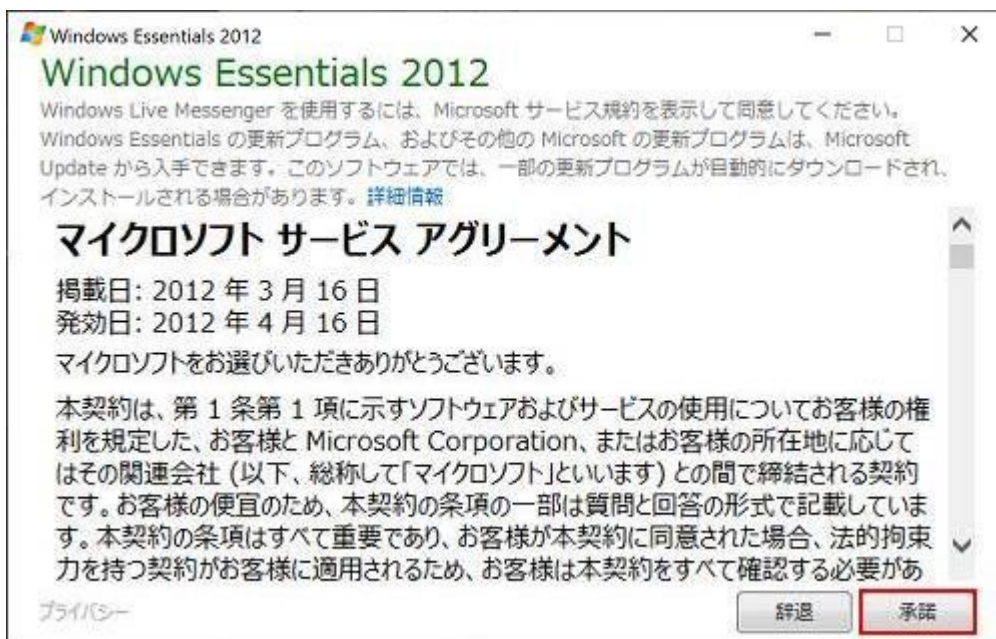 Windows Essentials 2012
Windows Essentials 2012
Windows Live Messenger を使用するには、Microsoft サービス規約を表示して同意してください。
Windows Essentials の更新プログラム、およびその他の Microsoft の更新プログラムは、Microsoft
Update から入手できます。このソフトウェアでは、一部の更新プログラムが自動的にダウンロードされ、
インストールされる場合があります。詳細情報
マイクロソフト サービス アグリーメント
掲載日: 2012 年 3 月 16 日
発効日: 2012 年 4 月 16 日
マイクロソフトをお選びいただきありがとうございます。
本契約は、第 1 条第 1 項に示すソフトウェアおよびサービスの使用についてお客様の権
利を規定した、お客様と Microsoft Corporation、またはお客様の所在地に応じて
はその関連会社 (以下、総称して「マイクロソフト」といいます) との間で締結される契約
です。お客様の便宜のため、本契約の条項の一部は質問と回答の形式で記載していま
す。本契約の条項はすべて重要であり、お客様が本契約に同意された場合、法的拘束
力を持つ契約がお客様に適用されるため、お客様は本契約をすべて確認する必要があ
プライバシー
辞退
承諾